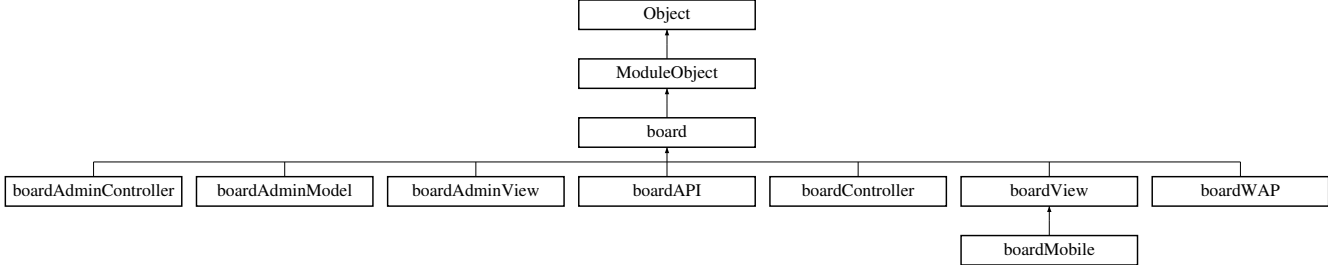 Object
ModuleObject
board
boardAdminController
boardAdminModel
boardAdminView
boardAPI
boardController
boardView
boardWAP
boardMobile